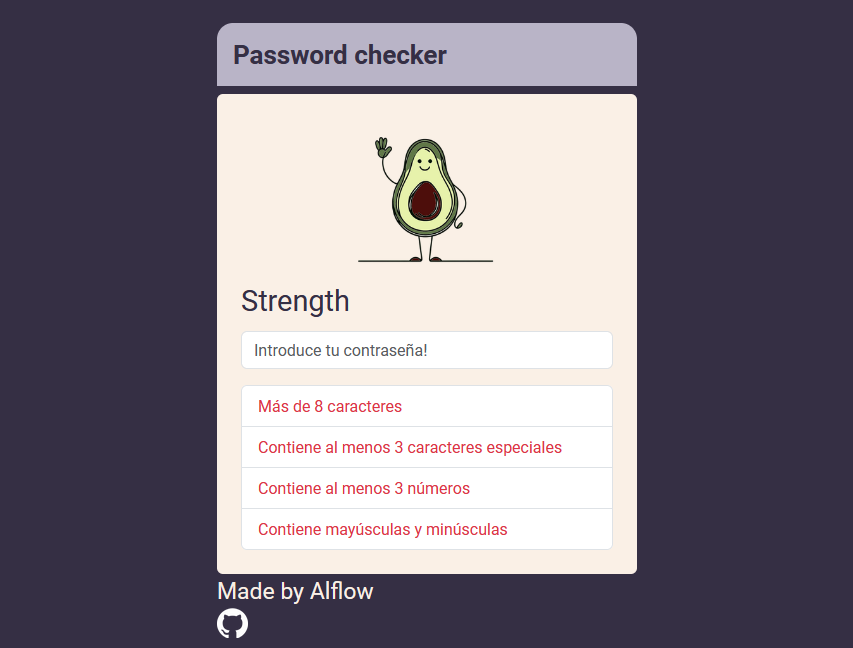 Password checker
Strength
Introduce tu contraseña!
Más de 8 caracteres
Contiene al menos 3 caracteres especiales
Contiene al menos 3 números
Contiene mayúsculas y minúsculas
Made by Alflow